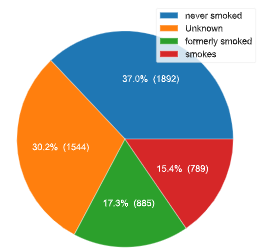 never smoked
Unknown
formerly smoked
smokes
37.0% (1892)
30.2% (1544)
15.4% (789)
17.3% (885)